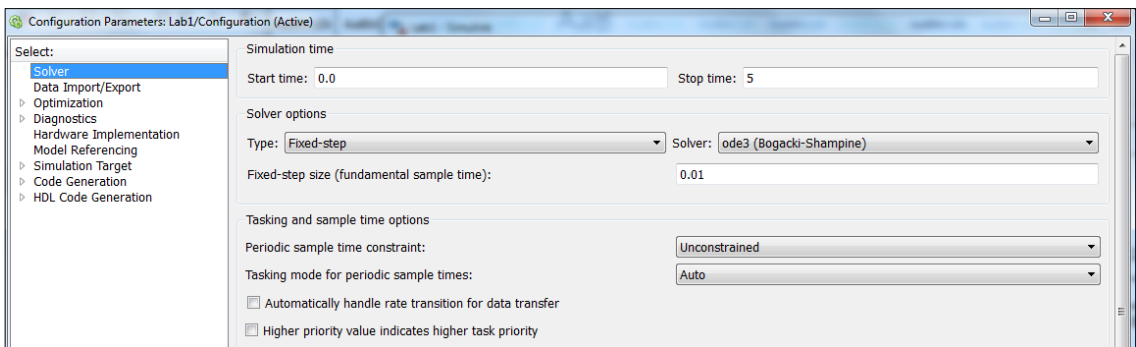 Configuration Parameters: Lab1/Configuration (Active)
Select:
Solver
Data Import/Export
Optimization
Diagnostics
Hardware Implementation
Model Referencing
Simulation Target
Code Generation
HDL Code Generation
Simulation time
Start time: 0.0 Stop time: 5
Solver options
Type: Fixed-step Solver: ode3 (Bogacki-Shampine)
Fixed-step size (fundamental sample time): 0.01
Tasking and sample time options
Periodic sample time constraint: Unconstrained
Tasking mode for periodic sample times: Auto
Automatically handle rate transition for data transfer
Higher priority value indicates higher task priority